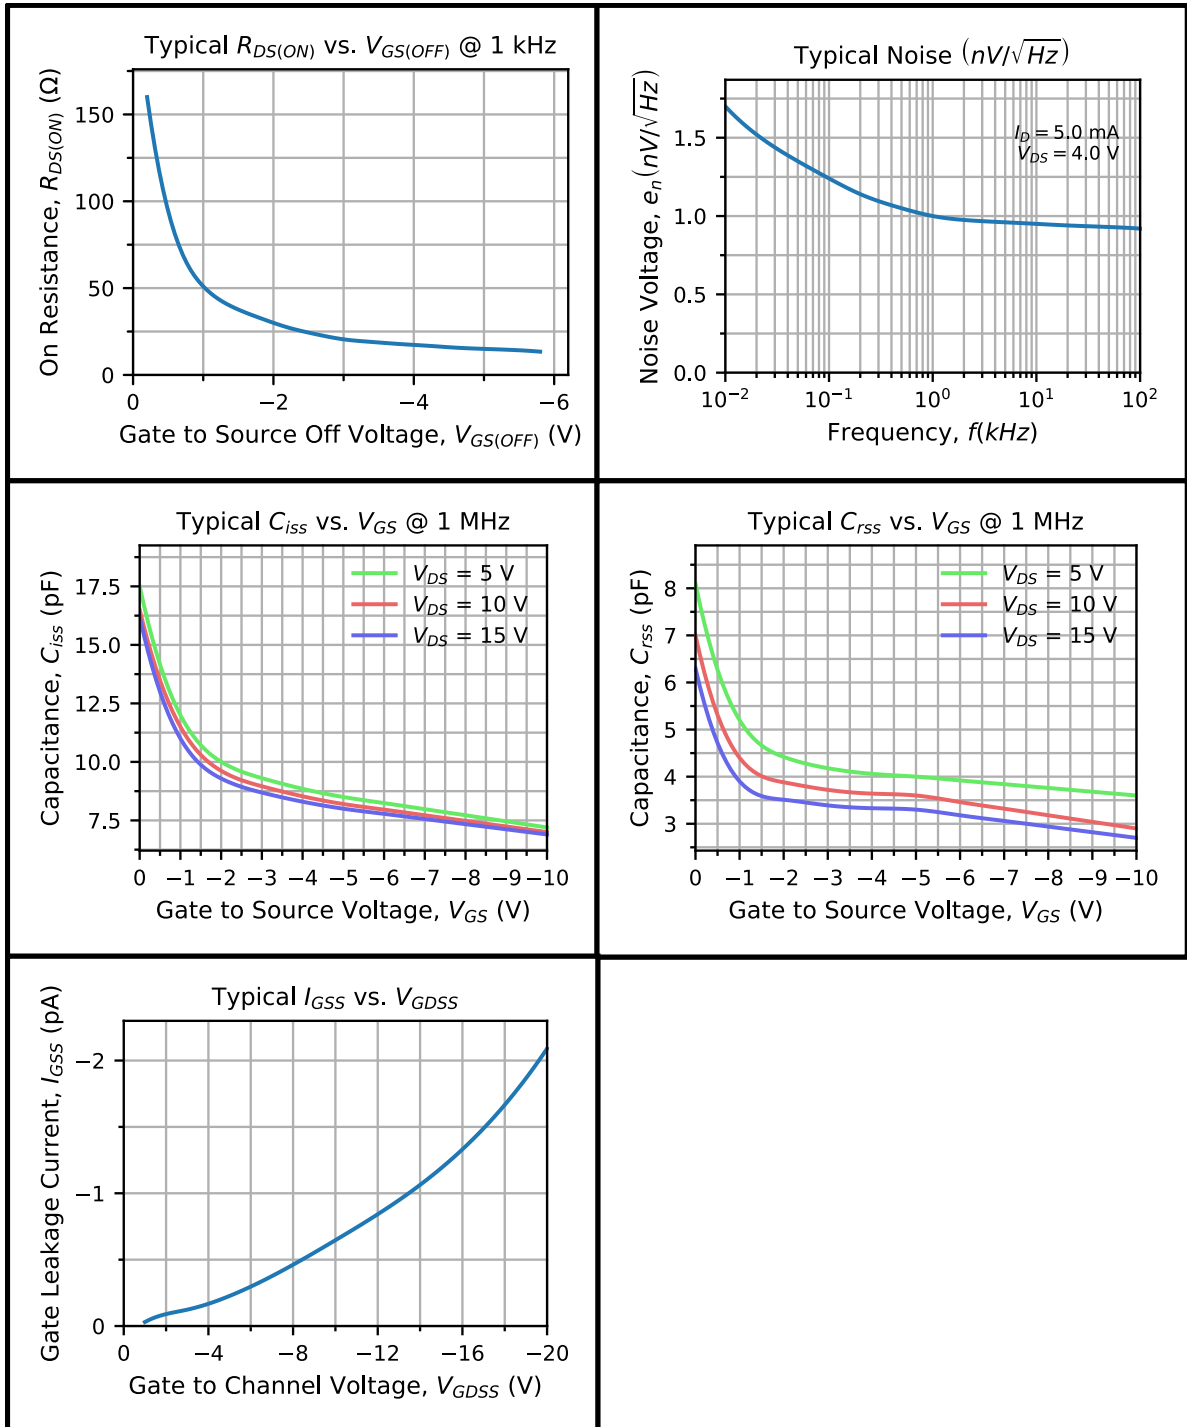 Typical R_DS(ON) vs. V_GS(OFF) @ 1 kHz
On Resistance, R_DS(ON) (Ω)
150
100
50
0
0 −2 −4 −6
Gate to Source Off Voltage, V_GS(OFF) (V)
Typical Noise (nV/√Hz)
Noise Voltage, e_n(nV/√Hz)
I_D = 5.0 mA
V_DS = 4.0 V
1.5
1.0
0.5
0.0
10⁻² 10⁻¹ 10⁰ 10¹ 10²
Frequency, f(kHz)
Typical C_iss vs. V_GS @ 1 MHz
Capacitance, C_iss (pF)
V_DS = 5 V
V_DS = 10 V
V_DS = 15 V
17.5
15.0
12.5
10.0
7.5
0 −1 −2 −3 −4 −5 −6 −7 −8 −9 −10
Gate to Source Voltage, V_GS (V)
Typical C_rss vs. V_GS @ 1 MHz
Capacitance, C_rss (pF)
V_DS = 5 V
V_DS = 10 V
V_DS = 15 V
8
7
6
5
4
3
0 −1 −2 −3 −4 −5 −6 −7 −8 −9 −10
Gate to Source Voltage, V_GS (V)
Typical I_GSS vs. V_GDSS
Gate Leakage Current, I_GSS (pA)
−2
−1
0
0 −4 −8 −12 −16 −20
Gate to Channel Voltage, V_GDSS (V)